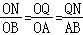 ON/OB = OQ/OA = QN/AB